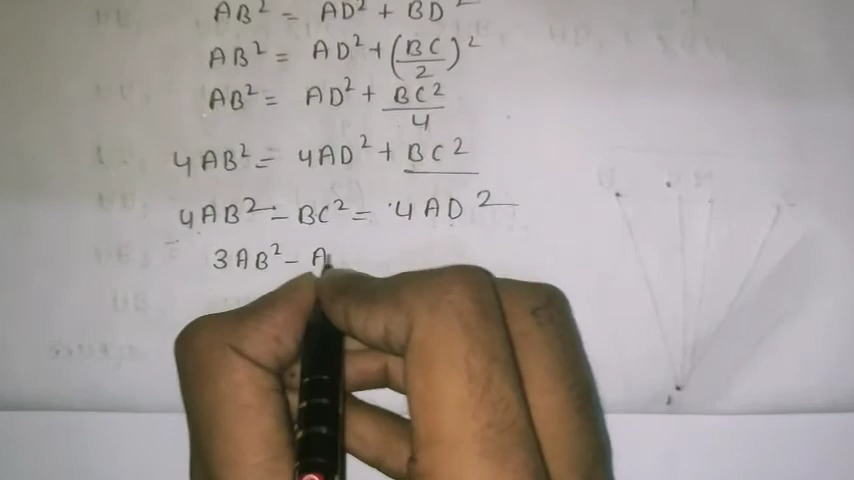 AB² = AD² + BD²
AB² = AD² + (BC/2)²
AB² = AD² + BC²/4
4AB² = 4AD² + BC²
4AB² - BC² = 4AD²
3AB² - A